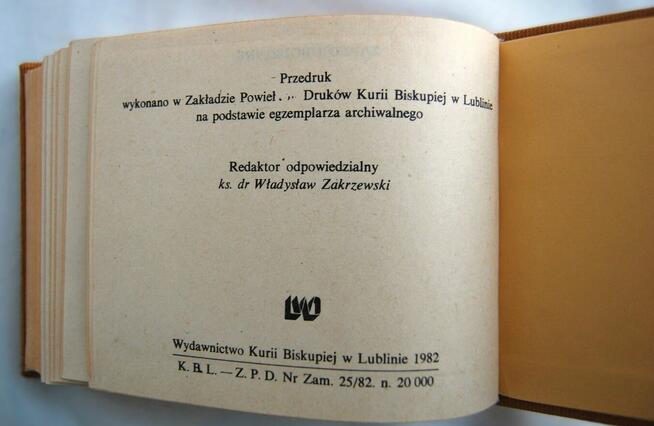 Przedruk
wykonano w Zakładzie Powiel. Druków Kurii Biskupiej w Lublinie
na podstawie egzemplarza archiwalnego
Redaktor odpowiedzialny
ks. dr Władysław Zakrzewski
Wydawnictwo Kurii Biskupiej w Lublinie 1982
K. B. L. — Z. P. D. Nr Zam. 25/82. n. 20 000